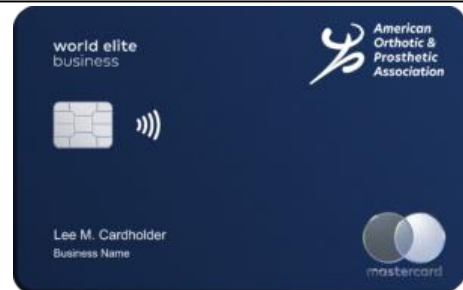 world elite
business
American
Orthotic &
Prosthetic
Association
Lee M. Cardholder
Business Name
mastercard